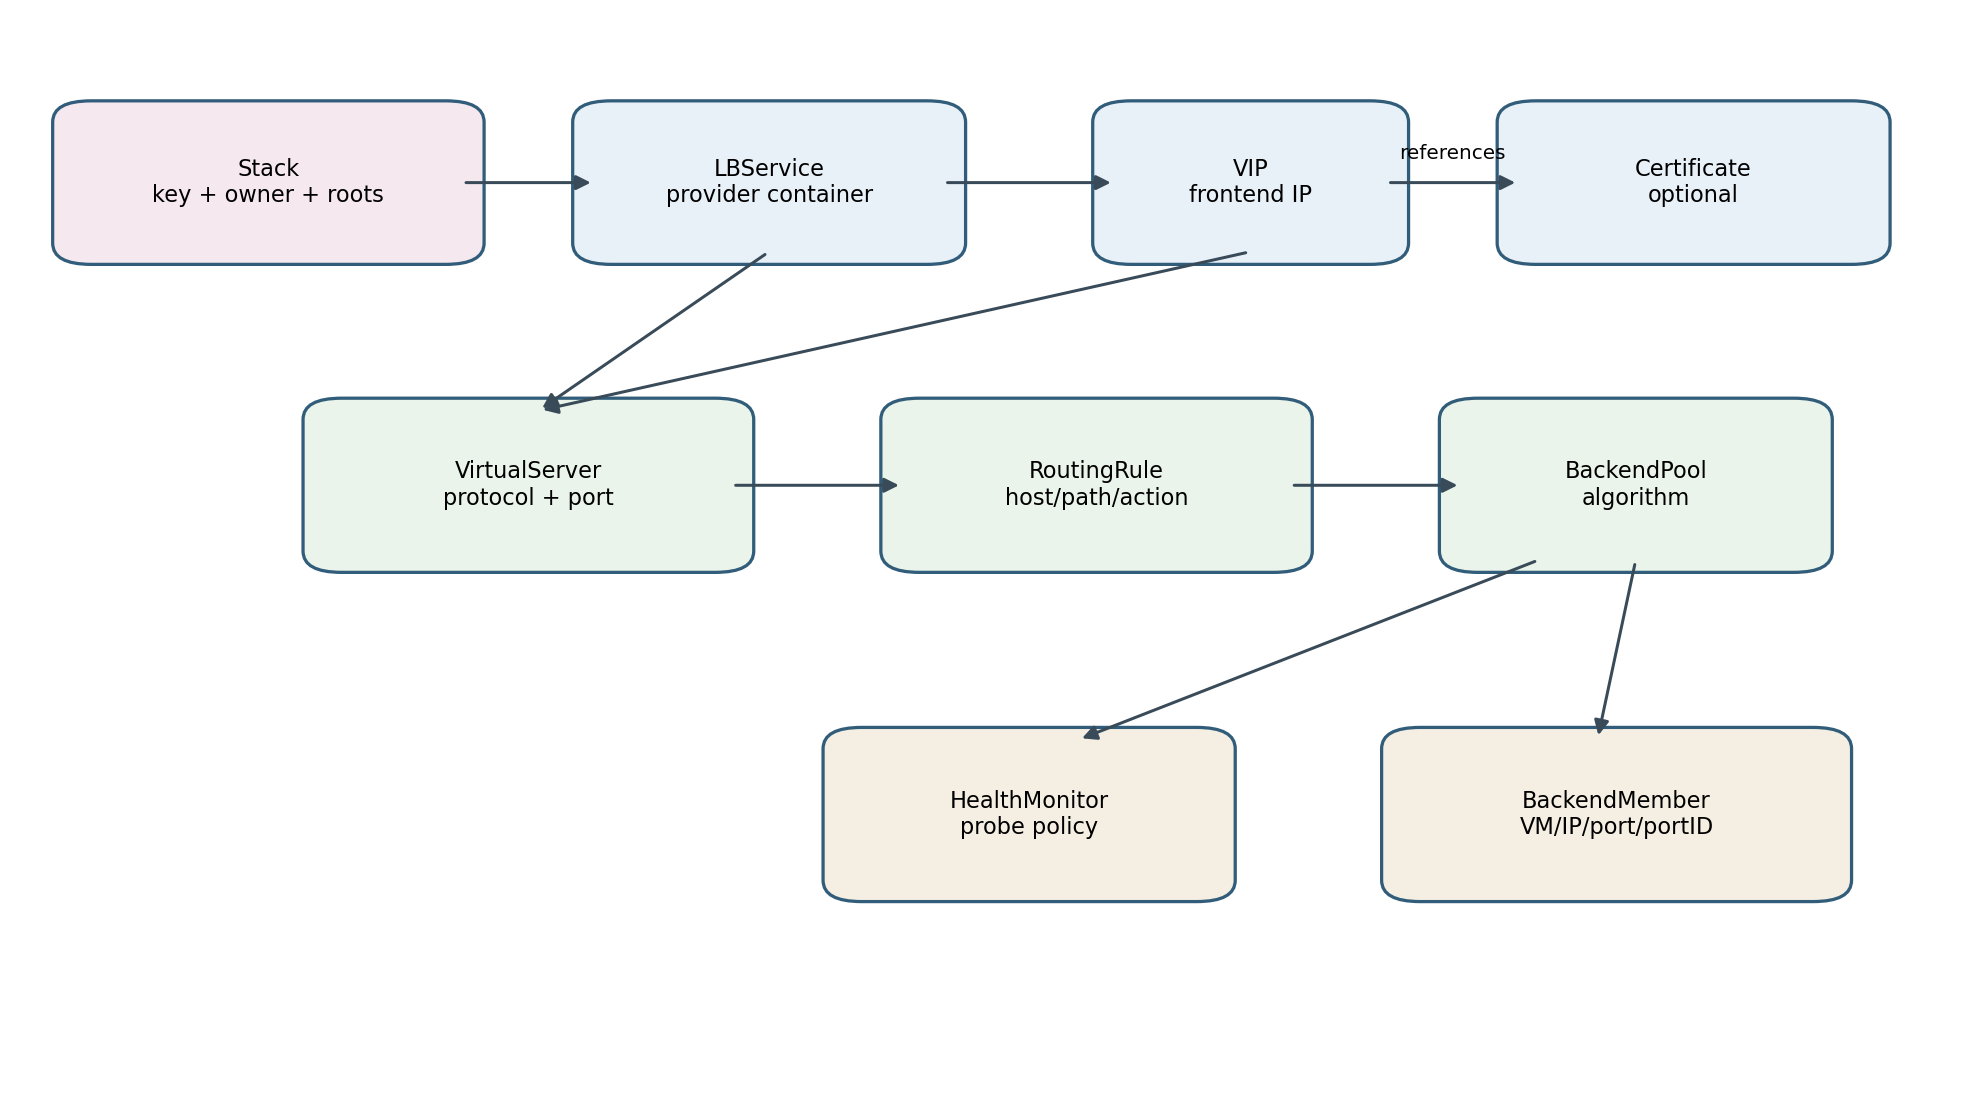 Stack
key + owner + roots
LBService
provider container
VIP
frontend IP
references
Certificate
optional
VirtualServer
protocol + port
RoutingRule
host/path/action
BackendPool
algorithm
HealthMonitor
probe policy
BackendMember
VM/IP/port/portID